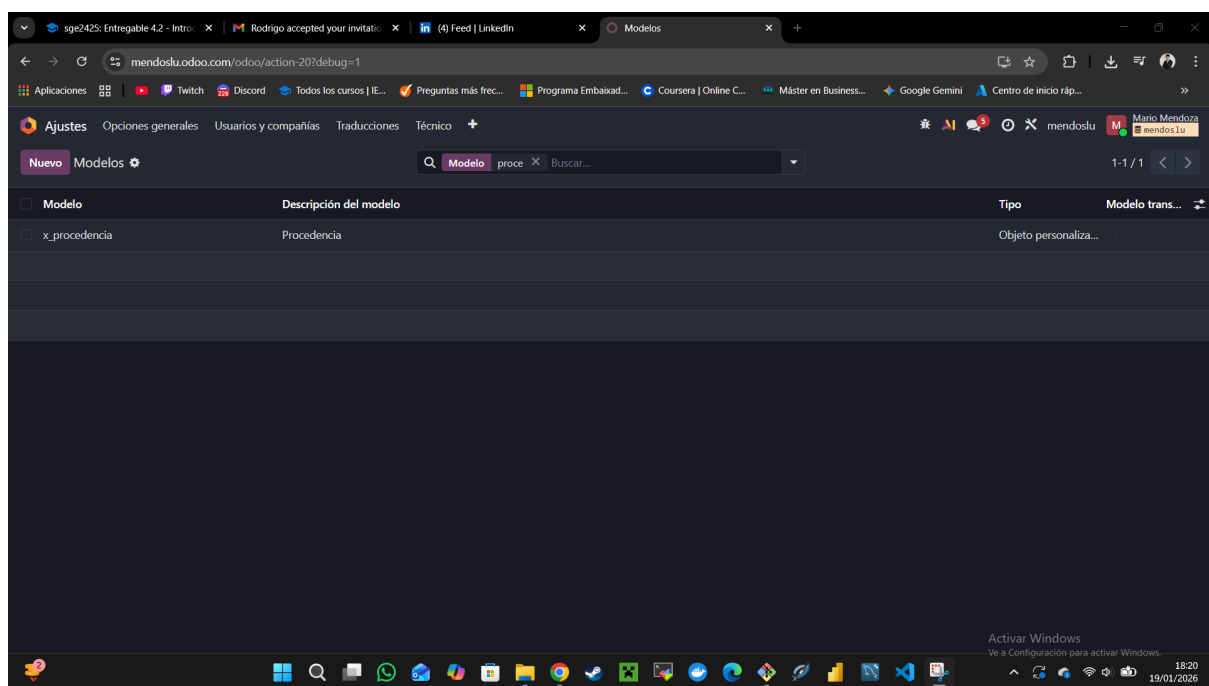 sge2425: Entregable 4.2 - Introc
Rodrigo accepted your invitatio
(4) Feed | LinkedIn
Modelos
mendoslu.odoo.com/odoo/action-20?debug=1
Aplicaciones
Twitch
Discord
Todos los cursos | IE...
Preguntas más frec...
Programa Embaixad...
Coursera | Online C...
Máster en Business...
Google Gemini
Centro de inicio ráp...
»
Ajustes
Opciones generales
Usuarios y compañías
Traducciones
Técnico
AI
5
mendoslu
M
Mario Mendoza
mendoslu
Nuevo
Modelos
Modelo
proce
Buscar...
1-1 / 1
Modelo
Descripción del modelo
Tipo
Modelo trans...
x_procedencia
Procedencia
Objeto personaliza...
Activar Windows
Ve a Configuración para activar Windows.
2
18:20
19/01/2026